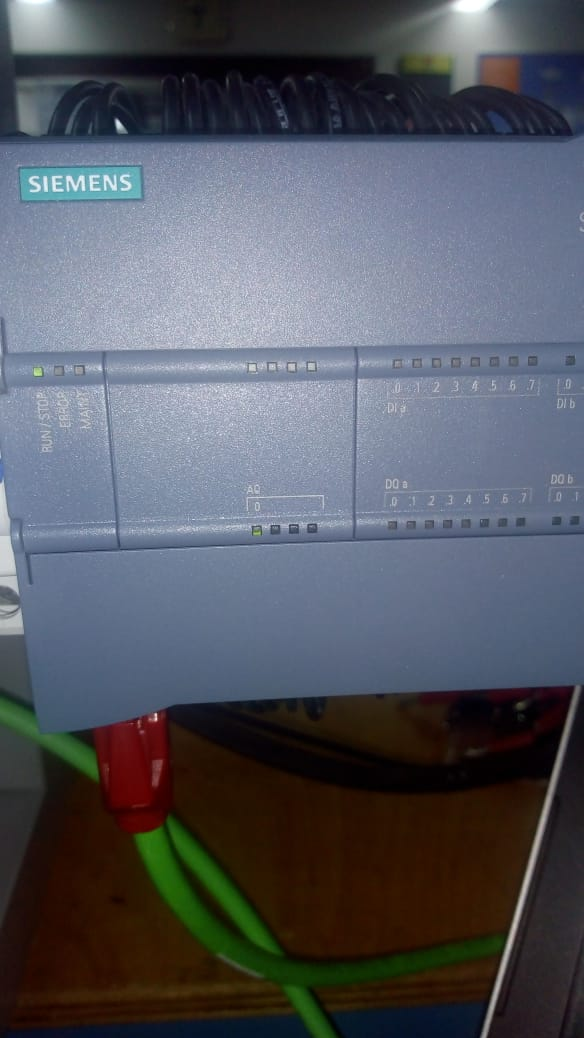 SIEMENS
S
RUN / STOP
ERROR
MAINT
.0 .1 .2 .3 .4 .5 .6 .7
.0
DI a
DI b
AQ
0
DQ a
DQ b
.0 .1 .2 .3 .4 .5 .6 .7
.0 .1